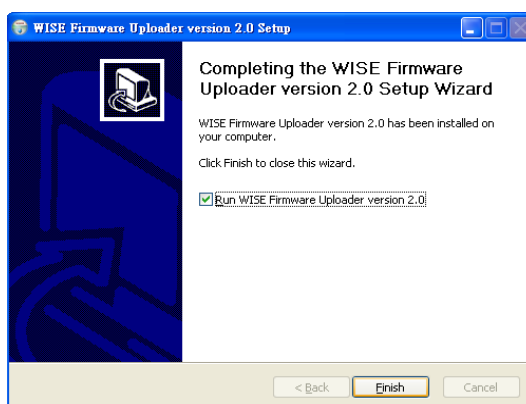 WISE Firmware Uploader version 2.0 Setup
Completing the WISE Firmware
Uploader version 2.0 Setup Wizard
WISE Firmware Uploader version 2.0 has been installed on
your computer.
Click Finish to close this wizard.
Run WISE Firmware Uploader version 2.0
< Back
Finish
Cancel